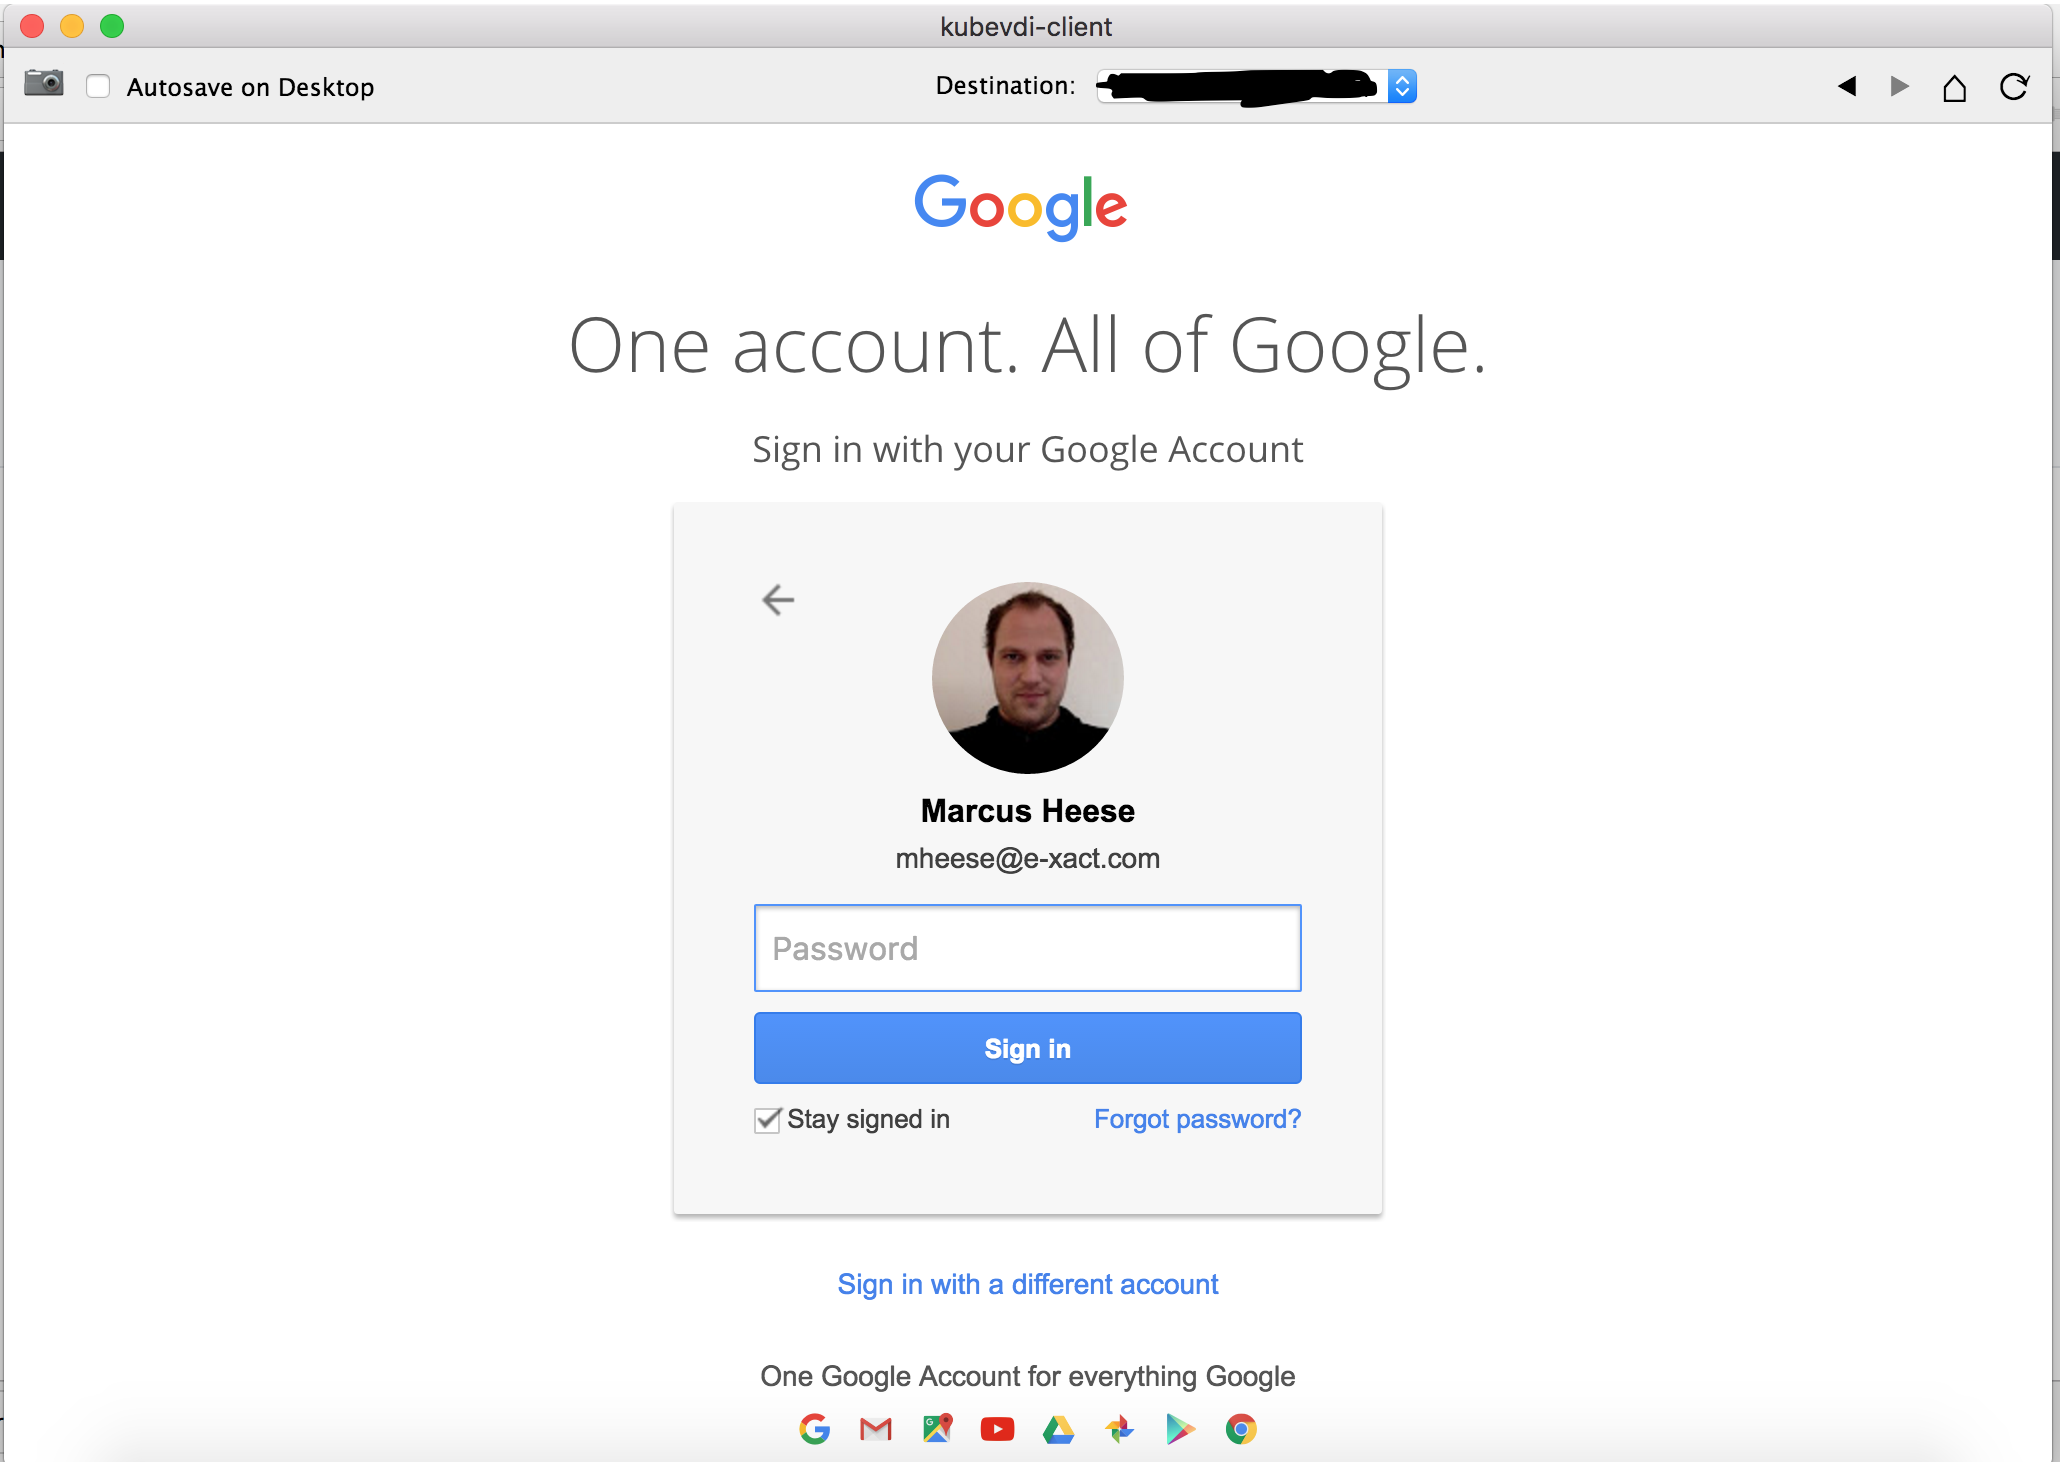 kubevdi-client
Autosave on Desktop
Destination:
Google
One account. All of Google.
Sign in with your Google Account
Marcus Heese
mheese@e-xact.com
Password
Sign in
Stay signed in
Forgot password?
Sign in with a different account
One Google Account for everything Google